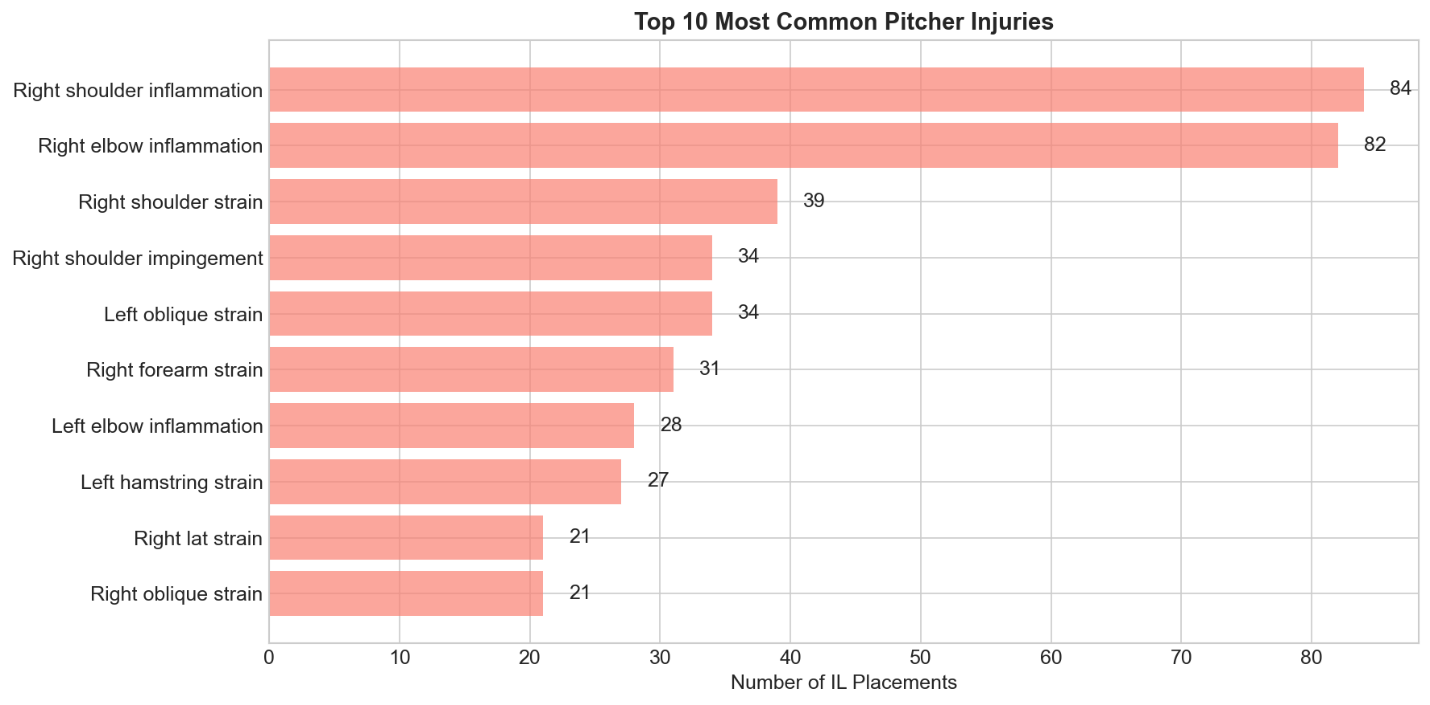 Top 10 Most Common Pitcher Injuries
Right shoulder inflammation 84
Right elbow inflammation 82
Right shoulder strain 39
Right shoulder impingement 34
Left oblique strain 34
Right forearm strain 31
Left elbow inflammation 28
Left hamstring strain 27
Right lat strain 21
Right oblique strain 21
0 10 20 30 40 50 60 70 80
Number of IL Placements